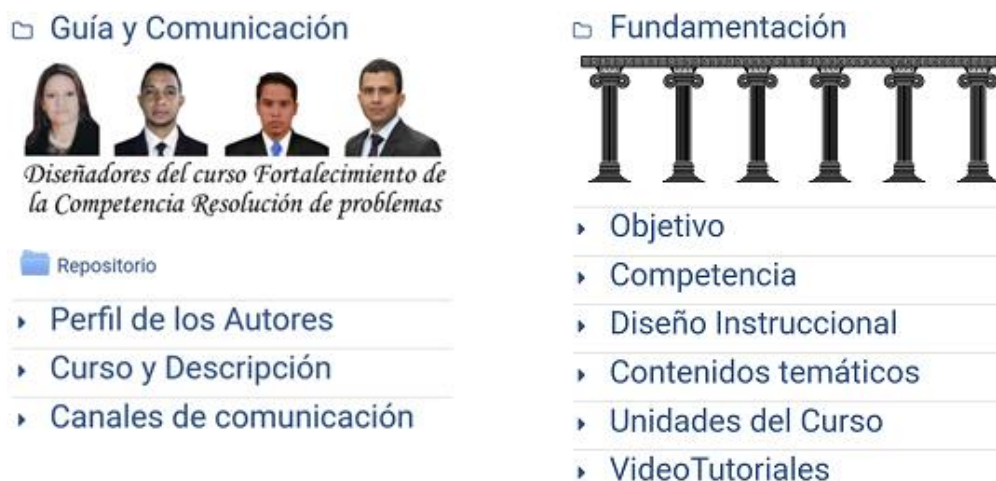 Guía y Comunicación
Diseñadores del curso Fortalecimiento de
la Competencia Resolución de problemas
Repositorio
Perfil de los Autores
Curso y Descripción
Canales de comunicación
Fundamentación
Objetivo
Competencia
Diseño Instruccional
Contenidos temáticos
Unidades del Curso
VideoTutoriales